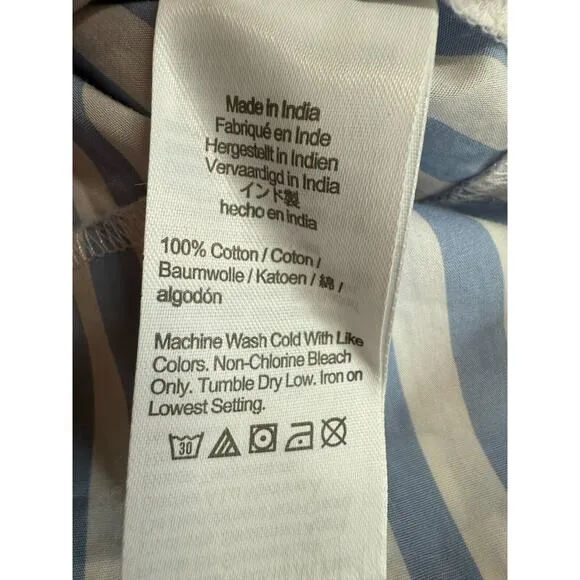 Made in India
Fabriqué en Inde
Hergestellt in Indien
Vervaardigd in India
インド製
hecho en india
100% Cotton / Coton /
Baumwolle / Katoen / 綿 /
algodón
Machine Wash Cold With Like
Colors. Non-Chlorine Bleach
Only. Tumble Dry Low. Iron on
Lowest Setting.
30